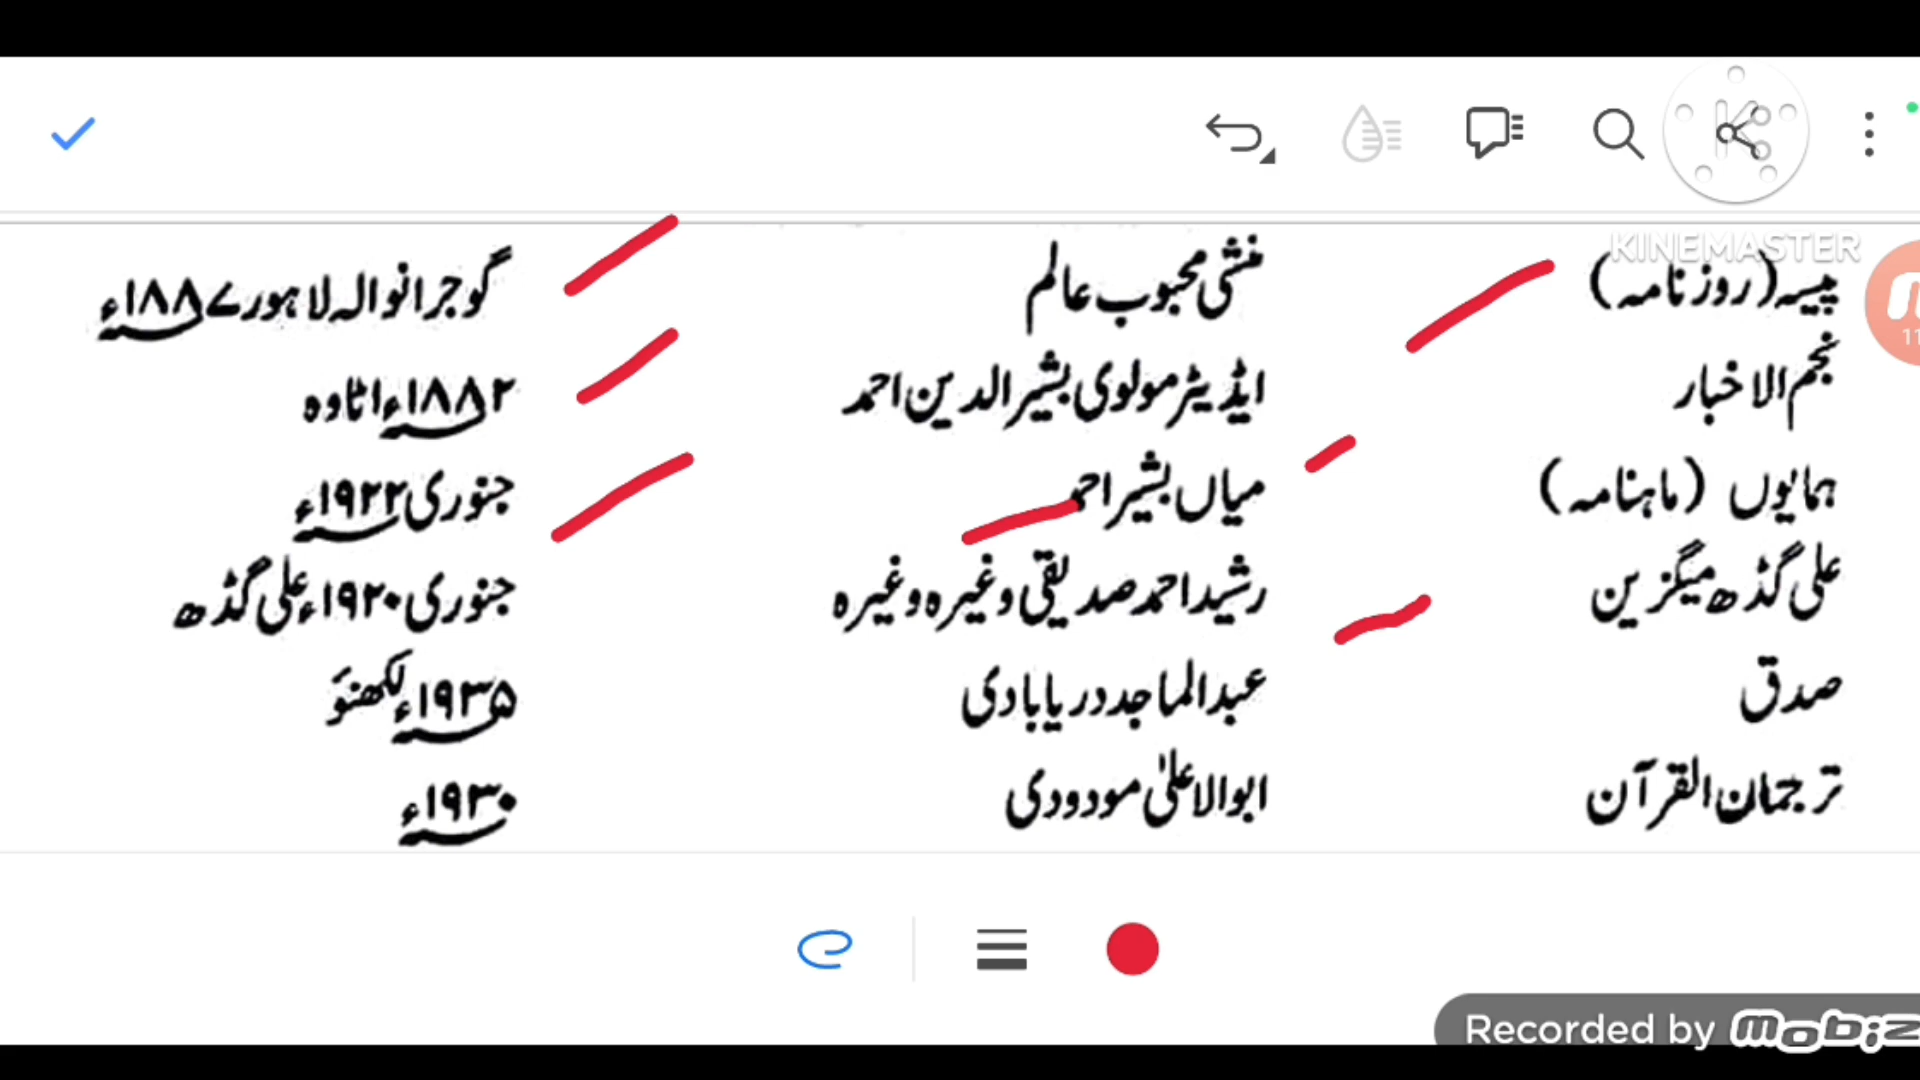 KINEMASTER
پیسہ (روزنامہ) منشی محبوب عالم گوجرانوالہ لاہور ۱۸۸۷ء
نجم الاخبار ایڈیٹر مولوی بشیر الدین احمد ۱۸۸۲ء اٹاوہ
ہمایوں (ماہنامہ) میاں بشیر احمد جنوری ۱۹۲۲ء
علی گڈھ میگزین رشید احمد صدیقی وغیرہ وغیرہ جنوری ۱۹۲۰ء علی گڈھ
صدق عبدالماجد دریابادی ۱۹۳۵ء لکھنؤ
ترجمان القرآن ابوالاعلیٰ مودودی ۱۹۳۰ء
Recorded by